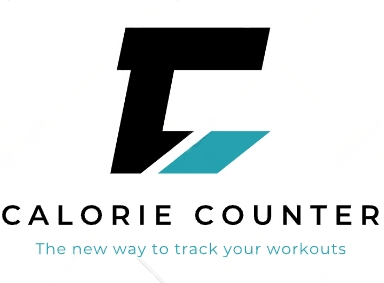 CALORIE COUNTER
The new way to track your workouts